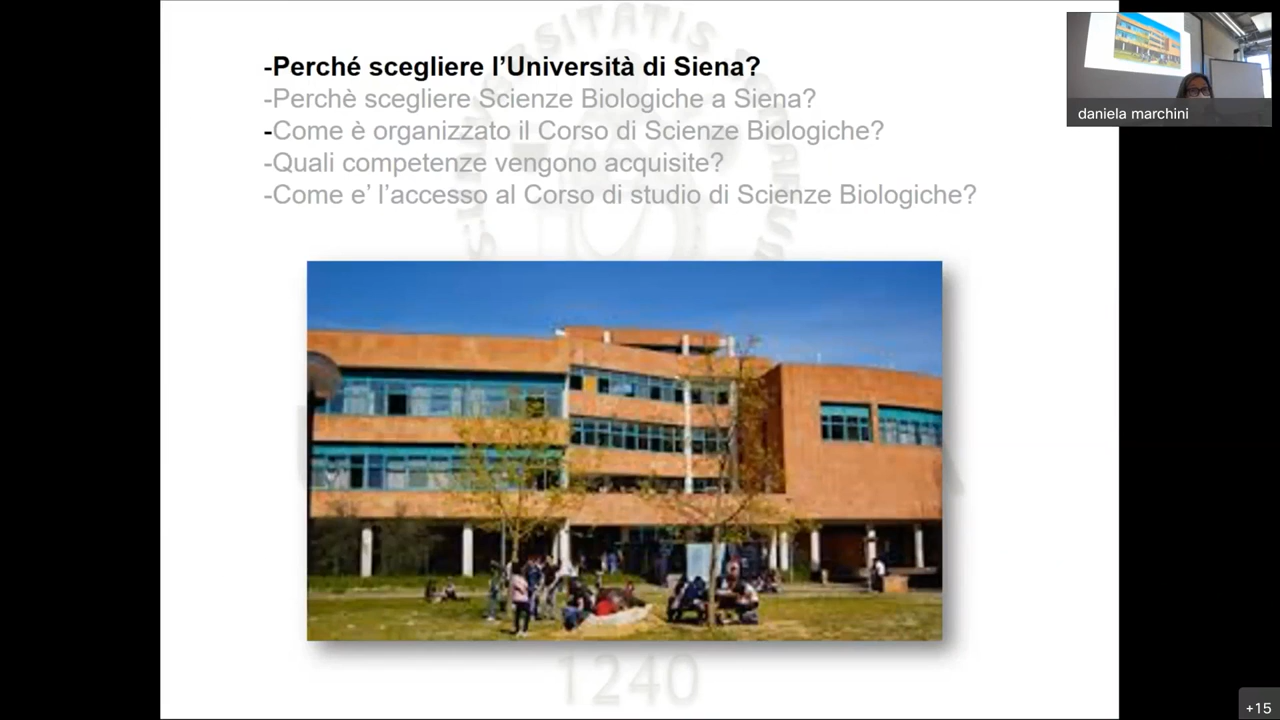 -Perché scegliere l’Università di Siena?
-Perchè scegliere Scienze Biologiche a Siena?
-Come è organizzato il Corso di Scienze Biologiche?
-Quali competenze vengono acquisite?
-Come e’ l’accesso al Corso di studio di Scienze Biologiche?
daniela marchini
1240
+15